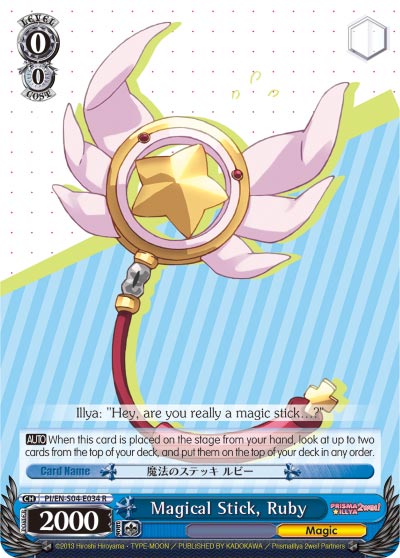 LEVEL
0
0
COST
Illya: "Hey, are you really a magic stick...?"
AUTO When this card is placed on the stage from your hand, look at up to two
cards from the top of your deck, and put them on the top of your deck in any order.
Card Name 魔法のステッキ ルビー
CH PI/EN-S04-E034 R
POWER 2000
Magical Stick, Ruby
PRISMA ILLYA 2wei!
Magic
©2013 Hiroshi Hiroyama · TYPE-MOON / PUBLISHED BY KADOKAWA / Prismaillya 2wei! Partners